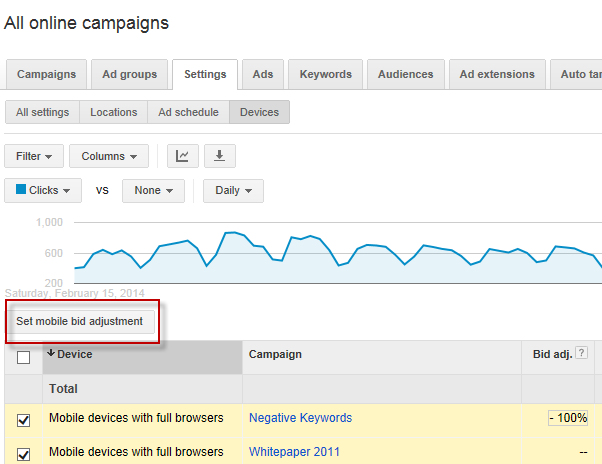 All online campaigns
Campaigns Ad groups Settings Ads Keywords Audiences Ad extensions Auto tar
All settings Locations Ad schedule Devices
Filter Columns
Clicks vs None Daily
1,000
600
200
Saturday, February 15, 2014
Set mobile bid adjustment
Device Campaign Bid adj. ?
Total
Mobile devices with full browsers Negative Keywords - 100%
Mobile devices with full browsers Whitepaper 2011 --